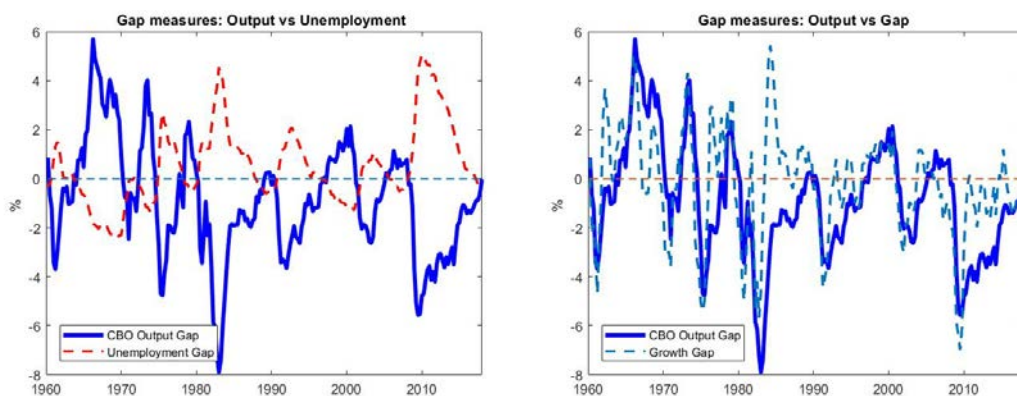 Gap measures: Output vs Unemployment
6
4
2
0
-2
-4
-6
-8
%
CBO Output Gap
Unemployment Gap
1960 1970 1980 1990 2000 2010
Gap measures: Output vs Gap
6
4
2
0
-2
-4
-6
-8
%
CBO Output Gap
Growth Gap
1960 1970 1980 1990 2000 2010